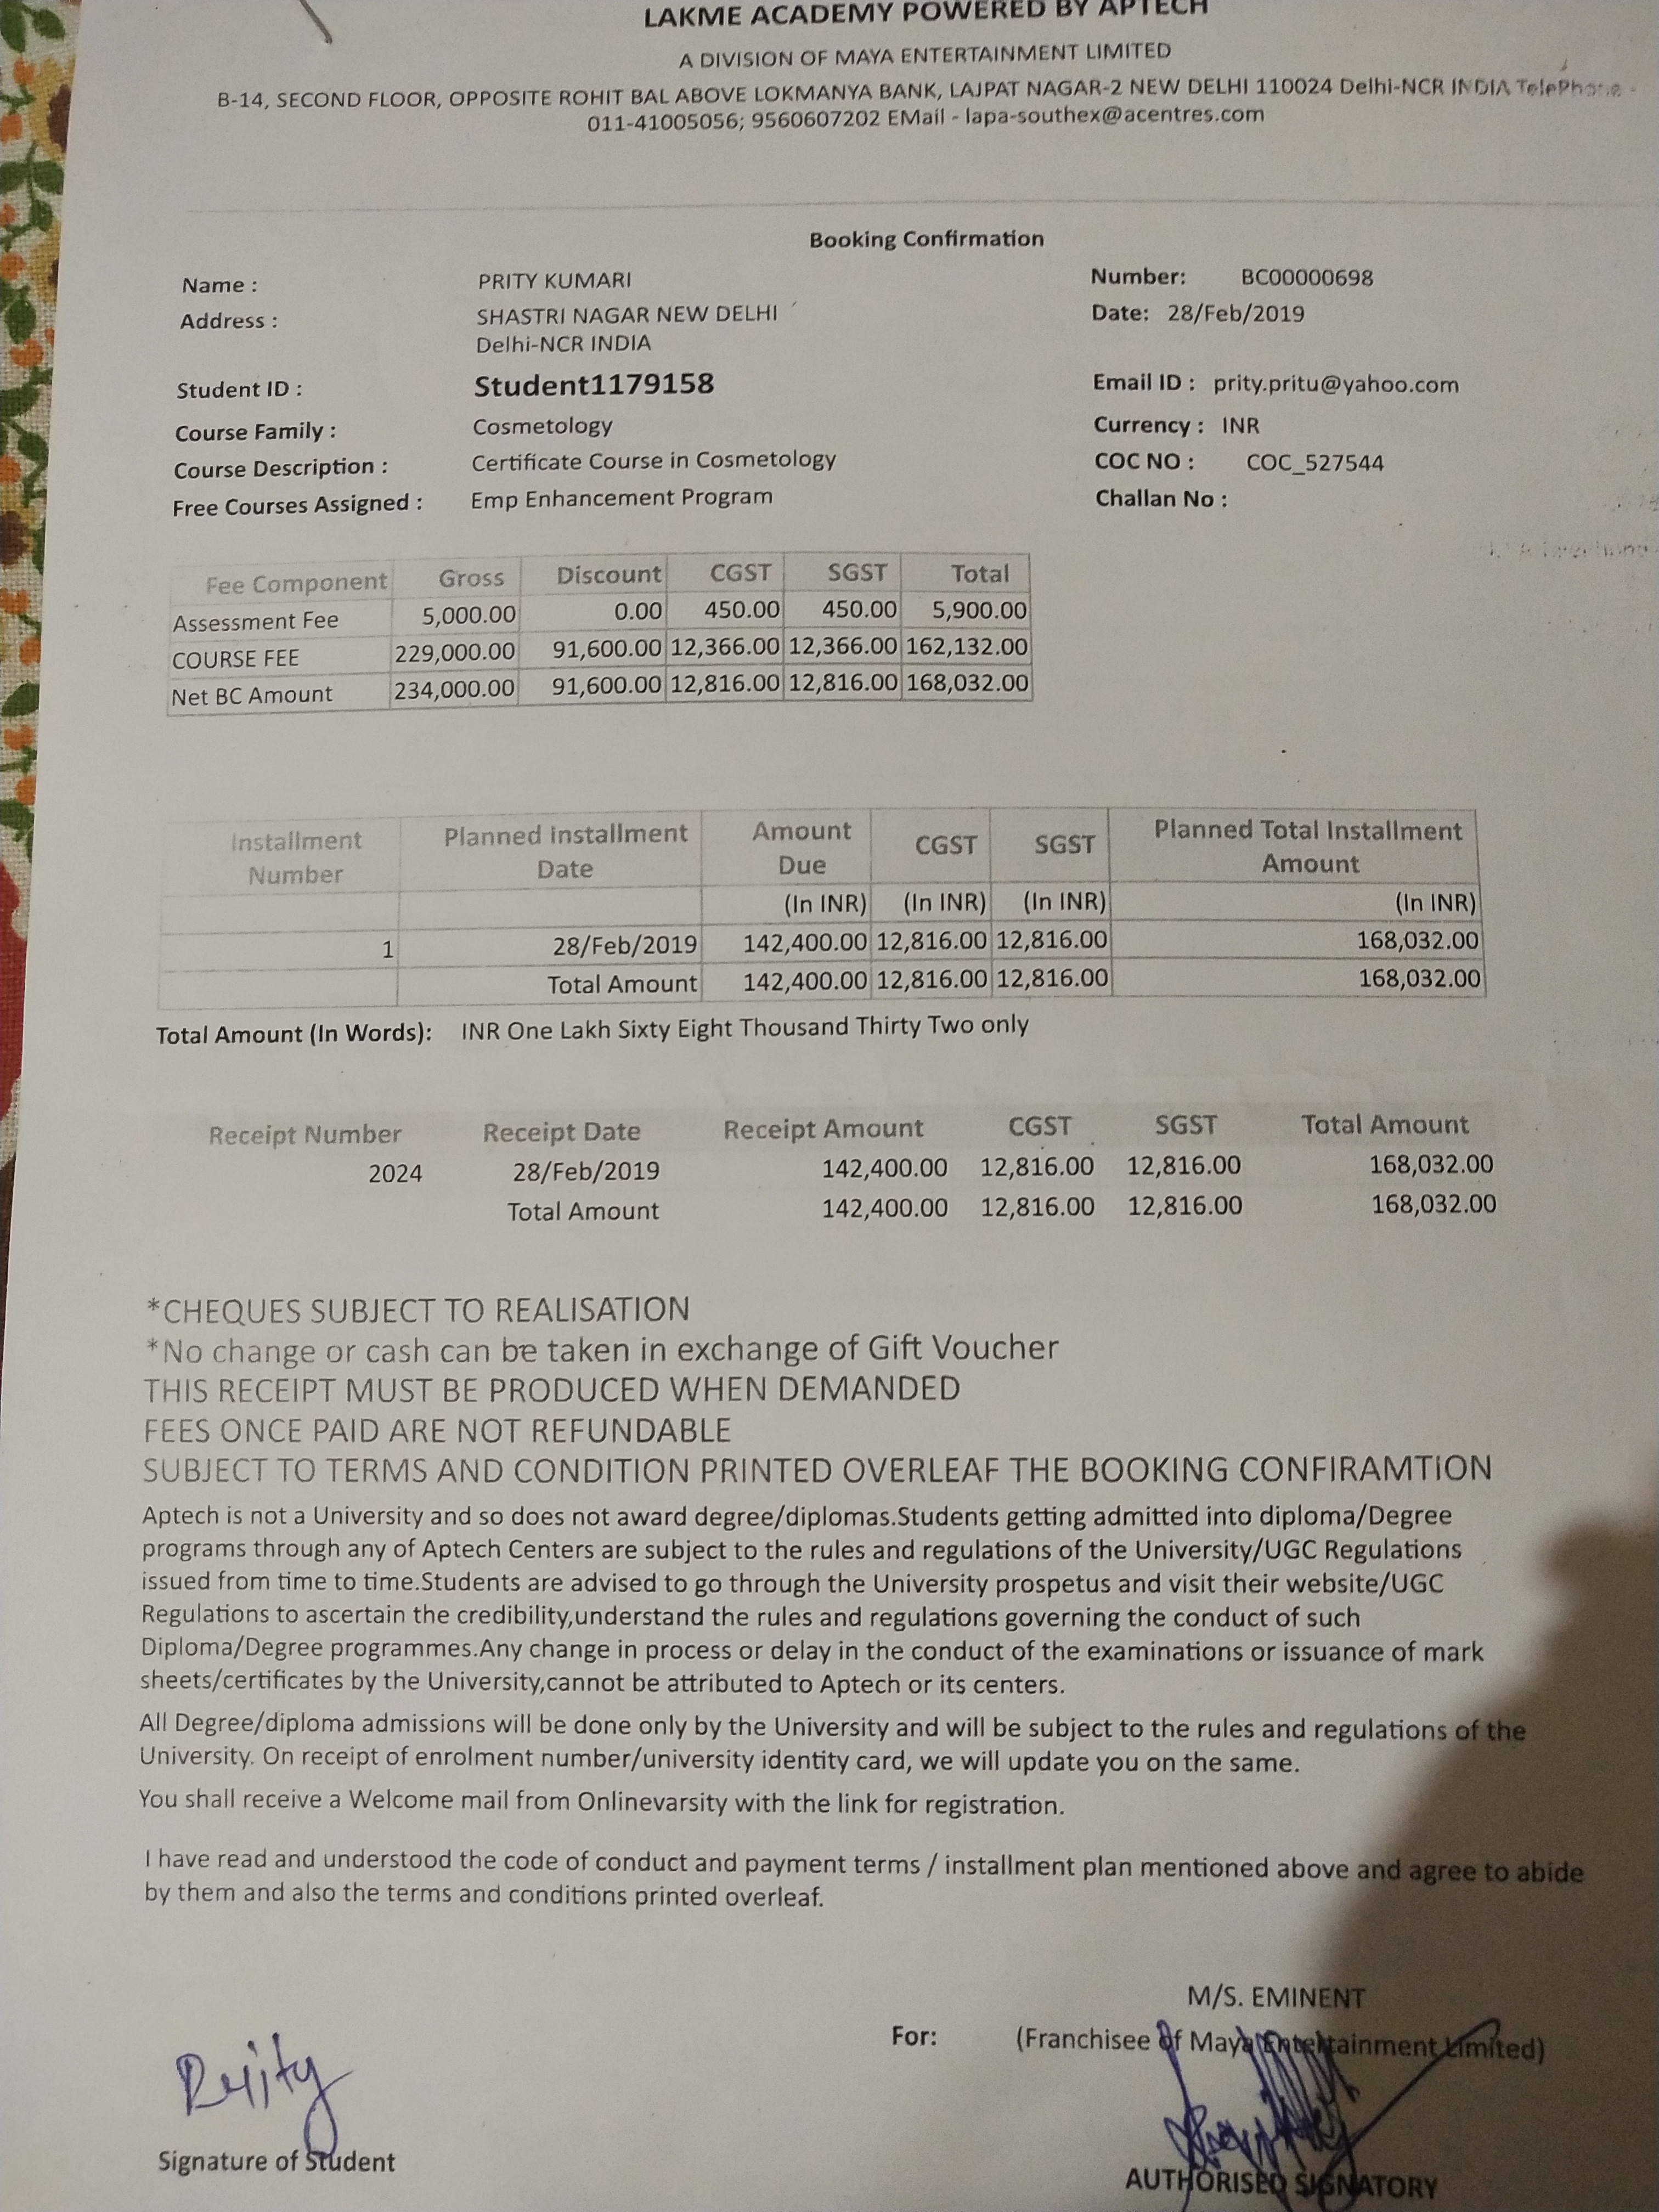 LAKME ACADEMY POWERED BY APTECH
A DIVISION OF MAYA ENTERTAINMENT LIMITED
B-14, SECOND FLOOR, OPPOSITE ROHIT BAL ABOVE LOKMANYA BANK, LAJPAT NAGAR-2 NEW DELHI 110024 Delhi-NCR INDIA TelePhone -
011-41005056; 9560607202 EMail - lapa-southex@acentres.com
Booking Confirmation
Name : PRITY KUMARI Number: BC00000698
Address : SHASTRI NAGAR NEW DELHI Date: 28/Feb/2019
Delhi-NCR INDIA
Student ID : Student1179158 Email ID : prity.pritu@yahoo.com
Course Family : Cosmetology Currency : INR
Course Description : Certificate Course in Cosmetology COC NO : COC_527544
Free Courses Assigned : Emp Enhancement Program Challan No :
Fee Component Gross Discount CGST SGST Total
Assessment Fee 5,000.00 0.00 450.00 450.00 5,900.00
COURSE FEE 229,000.00 91,600.00 12,366.00 12,366.00 162,132.00
Net BC Amount 234,000.00 91,600.00 12,816.00 12,816.00 168,032.00
Installment Planned Installment Amount CGST SGST Planned Total Installment
Number Date Due Amount
(In INR) (In INR) (In INR) (In INR)
1 28/Feb/2019 142,400.00 12,816.00 12,816.00 168,032.00
Total Amount 142,400.00 12,816.00 12,816.00 168,032.00
Total Amount (In Words): INR One Lakh Sixty Eight Thousand Thirty Two only
Receipt Number Receipt Date Receipt Amount CGST SGST Total Amount
2024 28/Feb/2019 142,400.00 12,816.00 12,816.00 168,032.00
Total Amount 142,400.00 12,816.00 12,816.00 168,032.00
*CHEQUES SUBJECT TO REALISATION
*No change or cash can be taken in exchange of Gift Voucher
THIS RECEIPT MUST BE PRODUCED WHEN DEMANDED
FEES ONCE PAID ARE NOT REFUNDABLE
SUBJECT TO TERMS AND CONDITION PRINTED OVERLEAF THE BOOKING CONFIRAMTION
Aptech is not a University and so does not award degree/diplomas.Students getting admitted into diploma/Degree
programs through any of Aptech Centers are subject to the rules and regulations of the University/UGC Regulations
issued from time to time.Students are advised to go through the University prospetus and visit their website/UGC
Regulations to ascertain the credibility,understand the rules and regulations governing the conduct of such
Diploma/Degree programmes.Any change in process or delay in the conduct of the examinations or issuance of mark
sheets/certificates by the University,cannot be attributed to Aptech or its centers.
All Degree/diploma admissions will be done only by the University and will be subject to the rules and regulations of the
University. On receipt of enrolment number/university identity card, we will update you on the same.
You shall receive a Welcome mail from Onlinevarsity with the link for registration.
I have read and understood the code of conduct and payment terms / installment plan mentioned above and agree to abide
by them and also the terms and conditions printed overleaf.
M/S. EMINENT
For: (Franchisee of Maya Entertainment Limited)
Prity
Signature of Student
AUTHORISED SIGNATORY